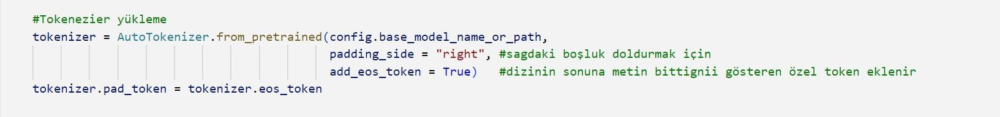 #Tokenezier yükleme
tokenizer = AutoTokenizer.from_pretrained(config.base_model_name_or_path,
padding_side = "right", #sagdaki boşluk doldurmak için
add_eos_token = True) #dizinin sonuna metin bittignii gösteren özel token eklenir
tokenizer.pad_token = tokenizer.eos_token